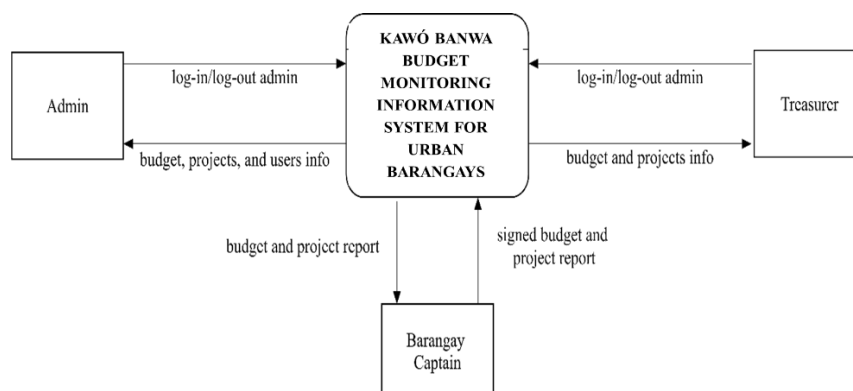 KAWÓ BANWA
BUDGET
MONITORING
INFORMATION
SYSTEM FOR
URBAN
BARANGAYS
log-in/log-out admin
log-in/log-out admin
Admin
Treasurer
budget, projects, and users info
budget and projects info
budget and project report
signed budget and
project report
Barangay
Captain